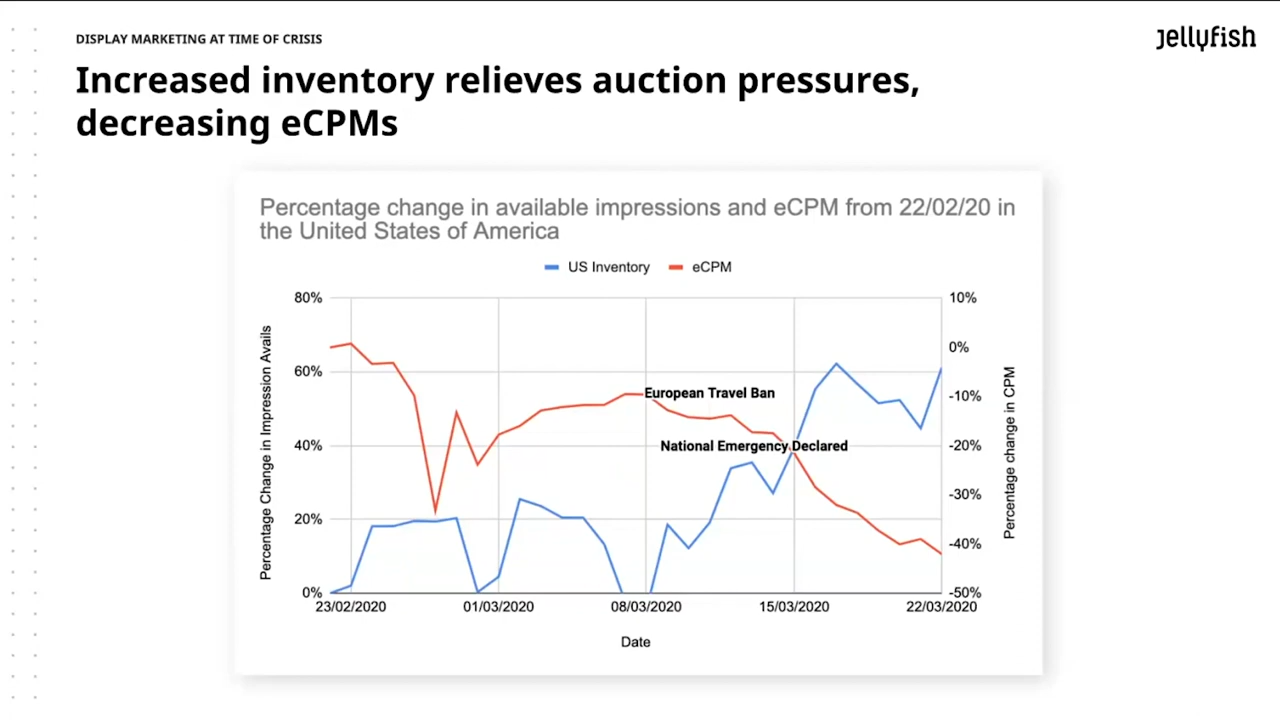 DISPLAY MARKETING AT TIME OF CRISIS
jellyfish
Increased inventory relieves auction pressures,
decreasing eCPMs
Percentage change in available impressions and eCPM from 22/02/20 in
the United States of America
US Inventory
eCPM
Percentage Change in Impression Avails
80%
60%
40%
20%
0%
European Travel Ban
National Emergency Declared
10%
0%
-10%
-20%
-30%
-40%
-50%
Percentage change in CPM
23/02/2020
01/03/2020
08/03/2020
15/03/2020
22/03/2020
Date